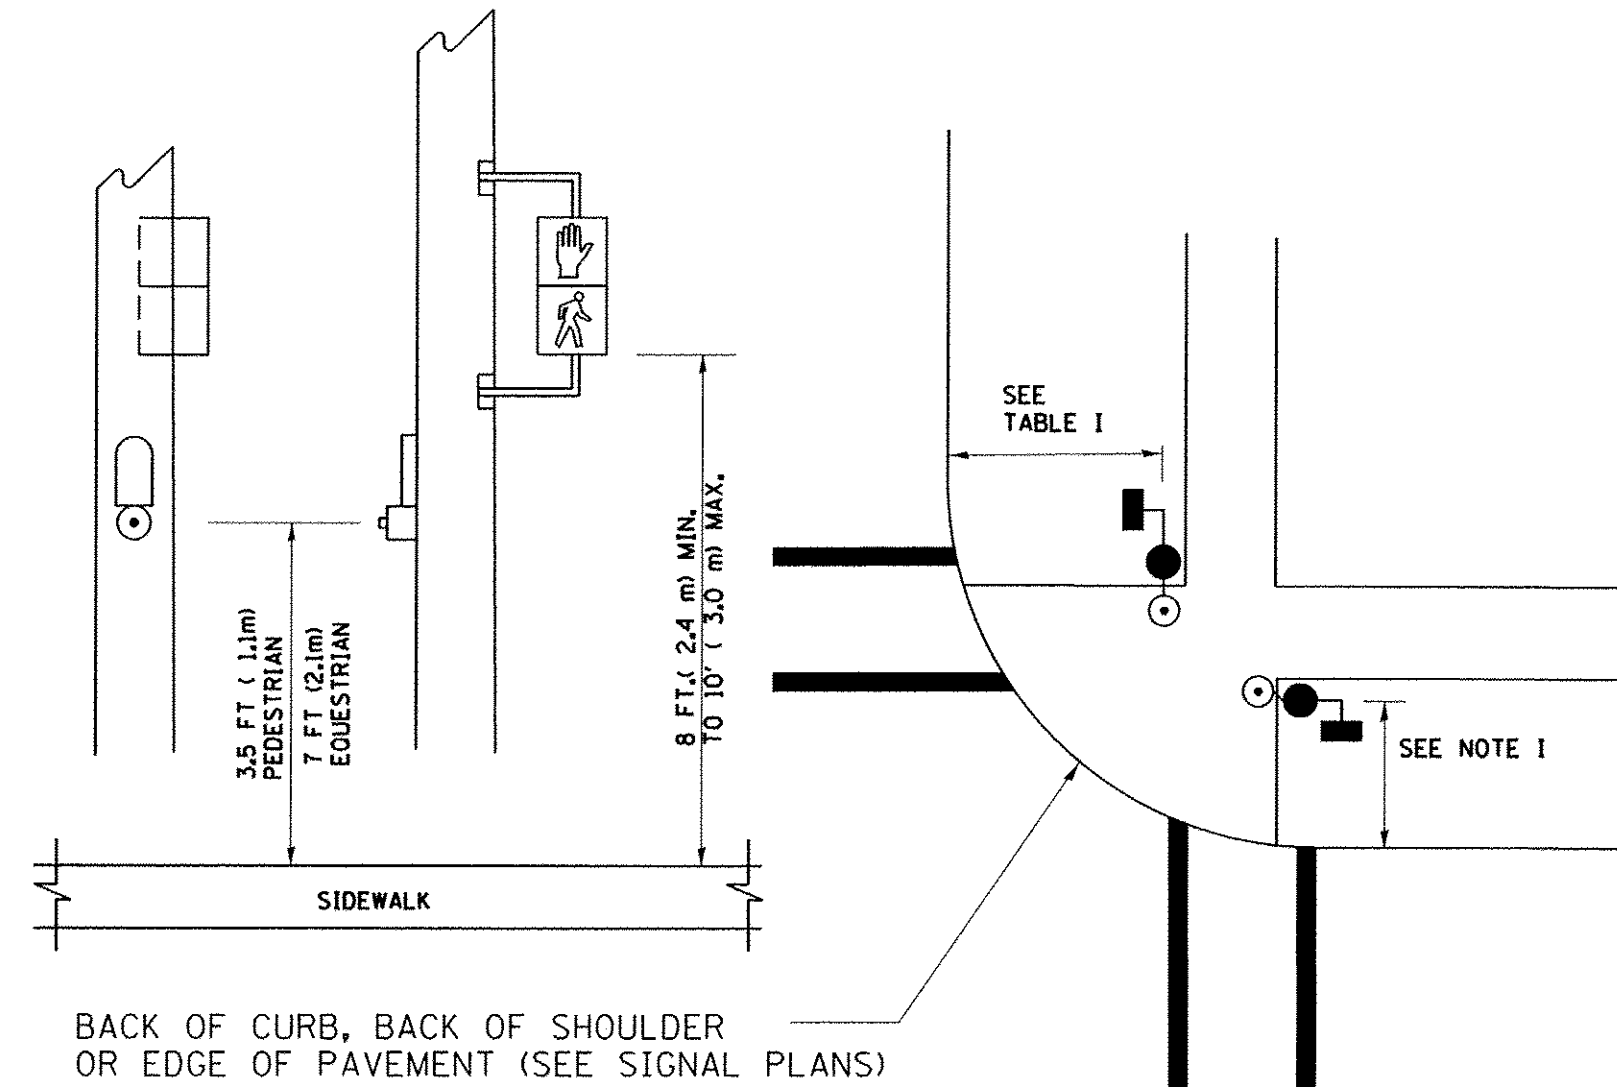 SEE
TABLE I
3.5 FT ( 1.1m)
PEDESTRIAN
7 FT (2.1m)
EQUESTRIAN
8 FT.( 2.4 m) MIN.
TO 10' ( 3.0 m) MAX.
SEE NOTE I
SIDEWALK
BACK OF CURB, BACK OF SHOULDER
OR EDGE OF PAVEMENT (SEE SIGNAL PLANS)